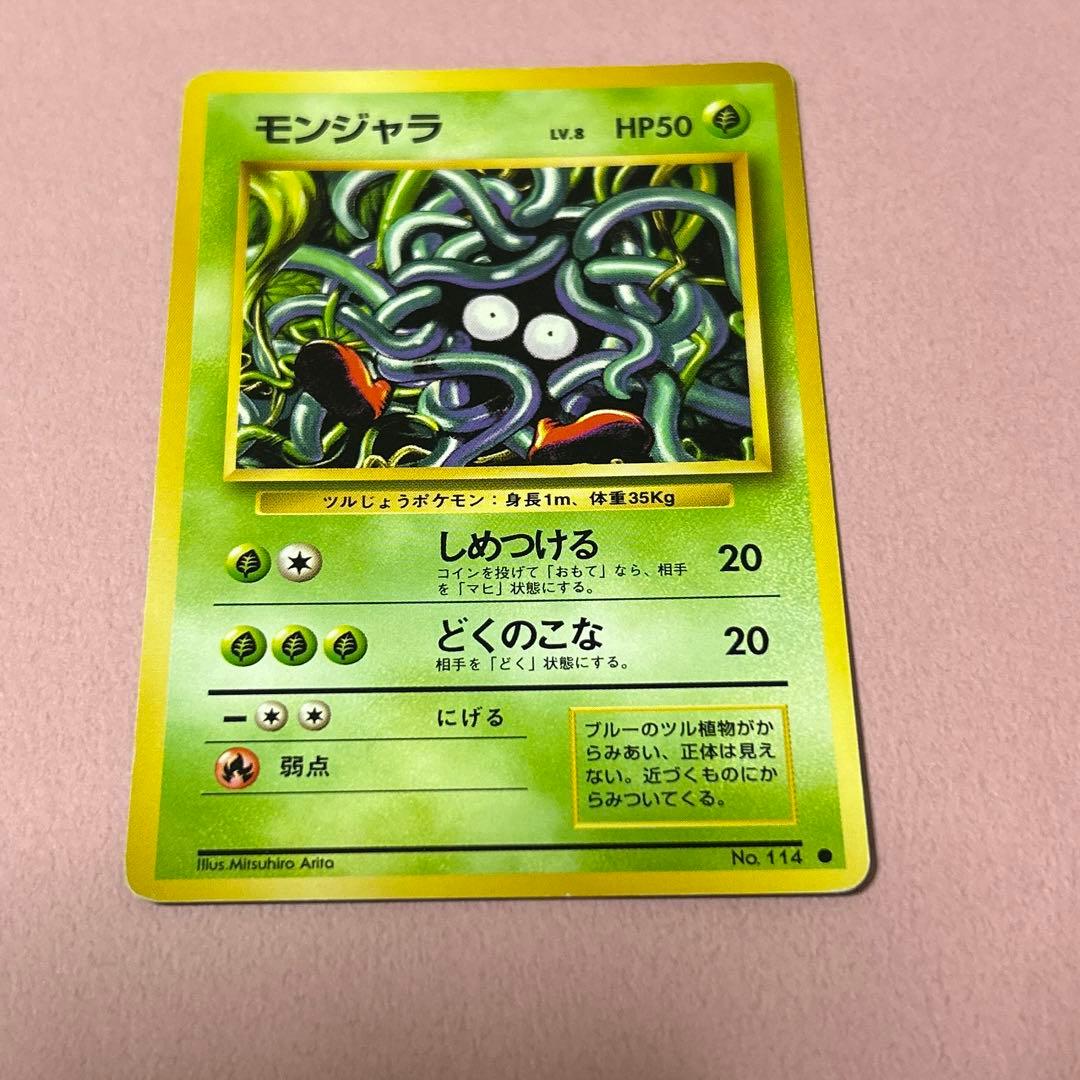 モンジャラ LV.8 HP50
ツルじょうポケモン：身長1m、体重35Kg
しめつける 20
コインを投げて「おもて」なら、相手
を「マヒ」状態にする。
どくのこな 20
相手を「どく」状態にする。
ー にげる
弱点
ブルーのツル植物がか
らみあい、正体は見え
ない。近づくものにか
らみついてくる。
Illus.Mitsuhiro Arita No. 114 ●